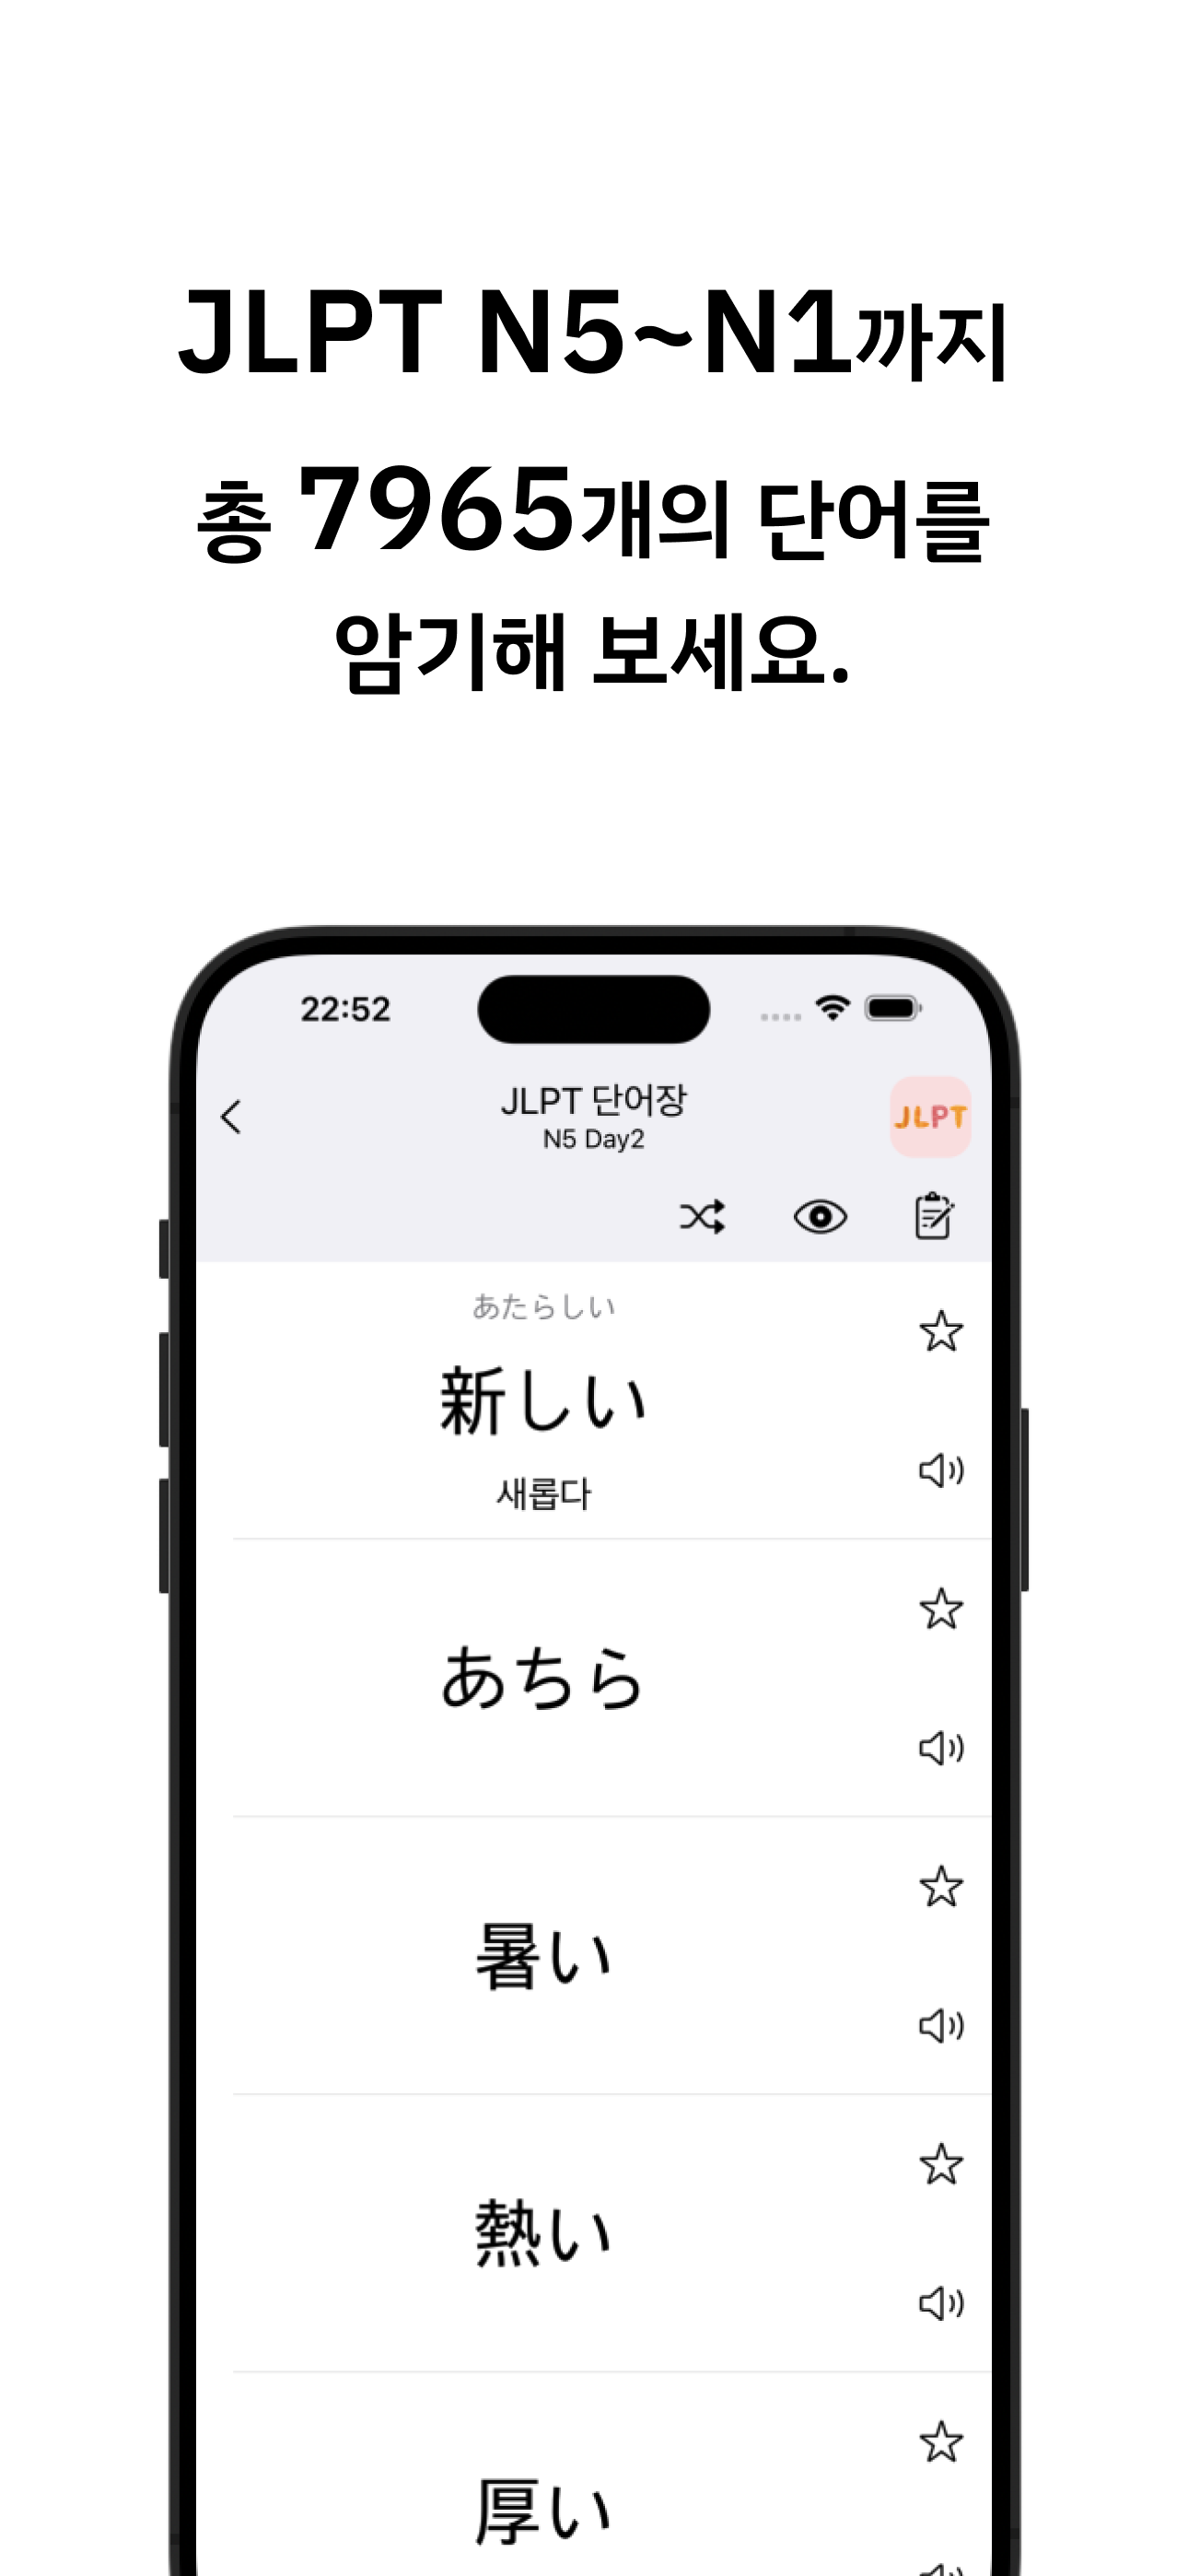 JLPT N5~N1까지
총 7965개의 단어를
암기해 보세요.
22:52
JLPT 단어장
N5 Day2
JLPT
あたらしい
新しい
새롭다
あちら
暑い
熱い
厚い